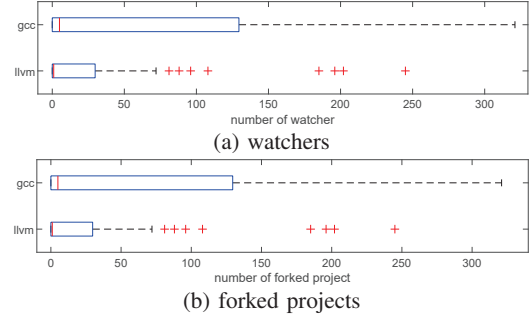 gcc
llvm
0 50 100 150 200 250 300
number of watcher
(a) watchers
gcc
llvm
0 50 100 150 200 250 300
number of forked project
(b) forked projects